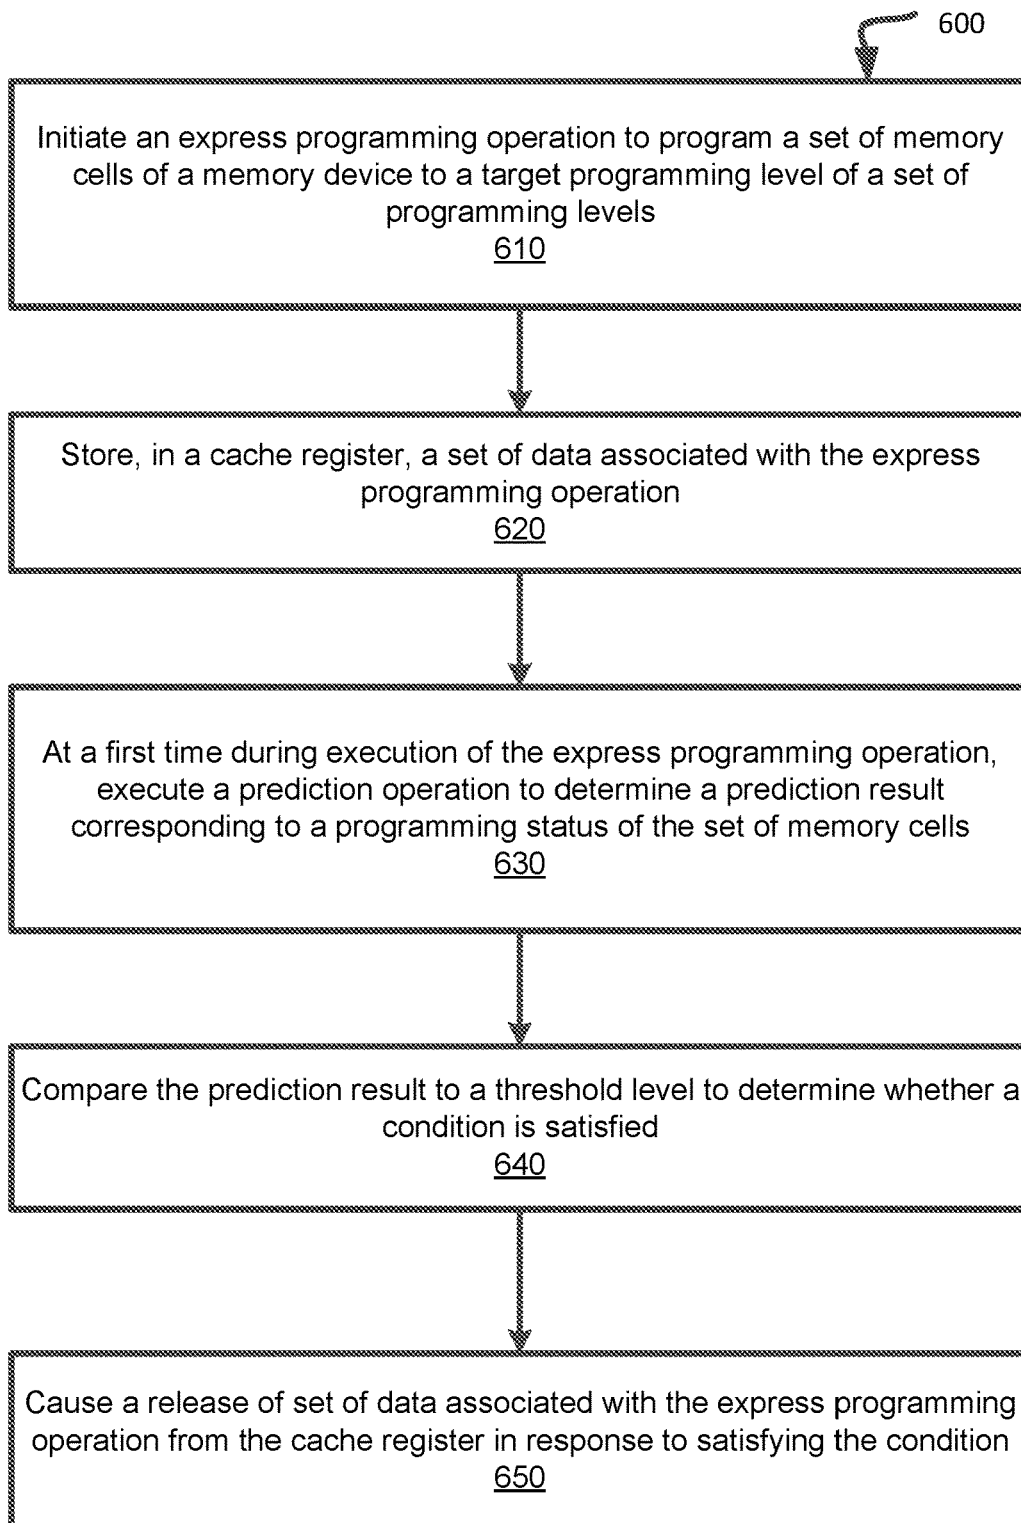 600
Initiate an express programming operation to program a set of memory
cells of a memory device to a target programming level of a set of
programming levels
610
Store, in a cache register, a set of data associated with the express
programming operation
620
At a first time during execution of the express programming operation,
execute a prediction operation to determine a prediction result
corresponding to a programming status of the set of memory cells
630
Compare the prediction result to a threshold level to determine whether a
condition is satisfied
640
Cause a release of set of data associated with the express programming
operation from the cache register in response to satisfying the condition
650